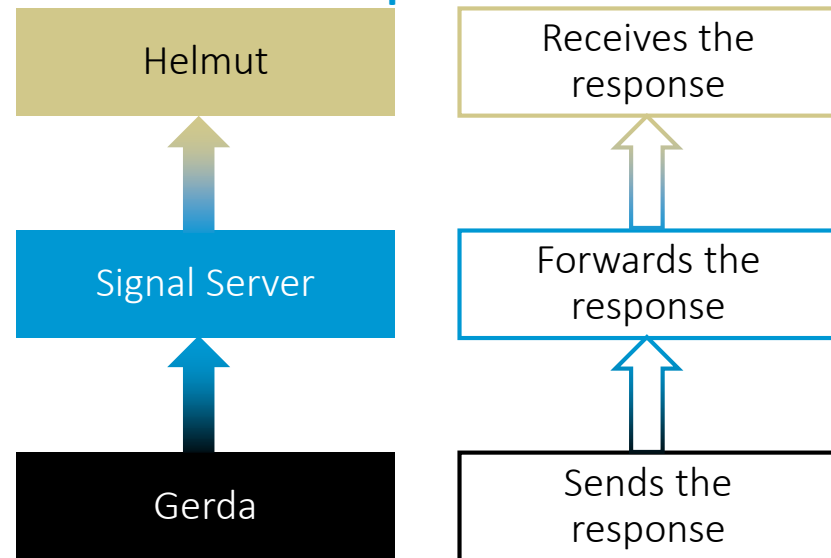 Helmut
Receives the
response
Signal Server
Forwards the
response
Gerda
Sends the
response